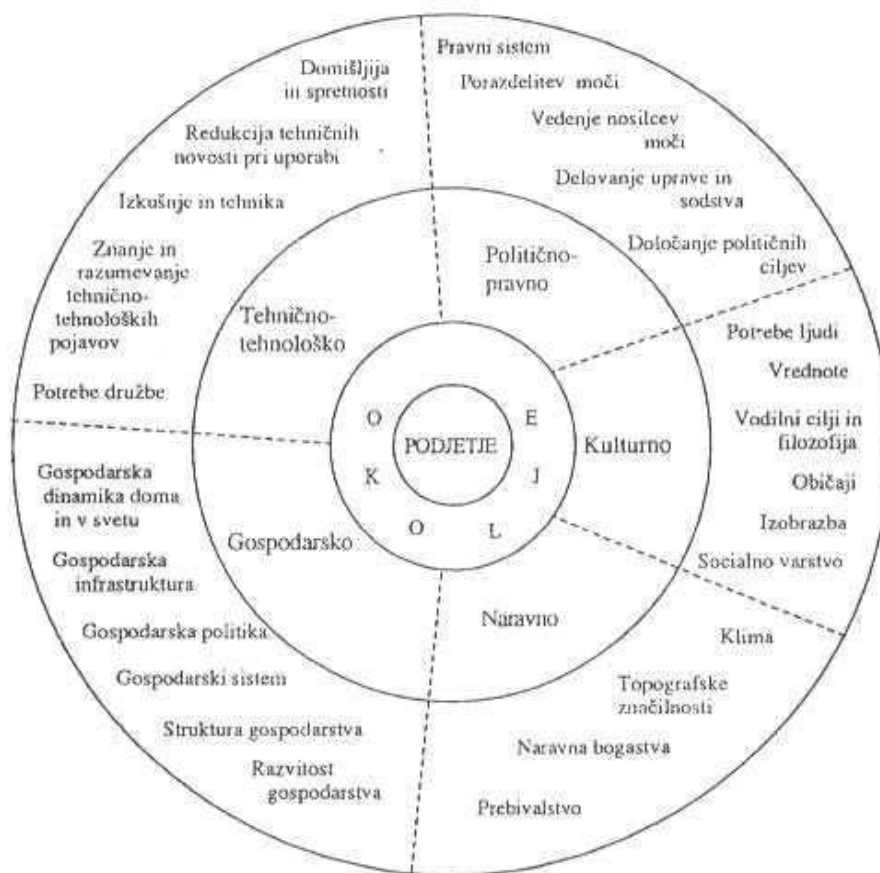 Pravni sistem
Porazdelitev moči
Vedenje nosilcev
moči
Delovanje uprave in
sodstva
Določanje političnih
ciljev
Politično-
pravno
Potrebe ljudi
Vrednote
Vodilni cilji in
filozofija
Običaji
Izobrazba
Socialno varstvo
Kulturno
Klima
Topografske
značilnosti
Naravna bogastva
Prebivalstvo
Naravno
Gospodarska
dinamika doma
in v svetu
Gospodarska
infrastruktura
Gospodarska politika
Gospodarski sistem
Struktura gospodarstva
Razvitost
gospodarstva
Gospodarsko
Domišljija
in spretnosti
Redukcija tehničnih
novosti pri uporabi
Izkušnje in tehnika
Znanje in
razumevanje
tehnično-
tehnoloških
pojavov
Potrebe družbe
Tehnično-
tehnološko
O
K
O
L
J
E
PODJETJE